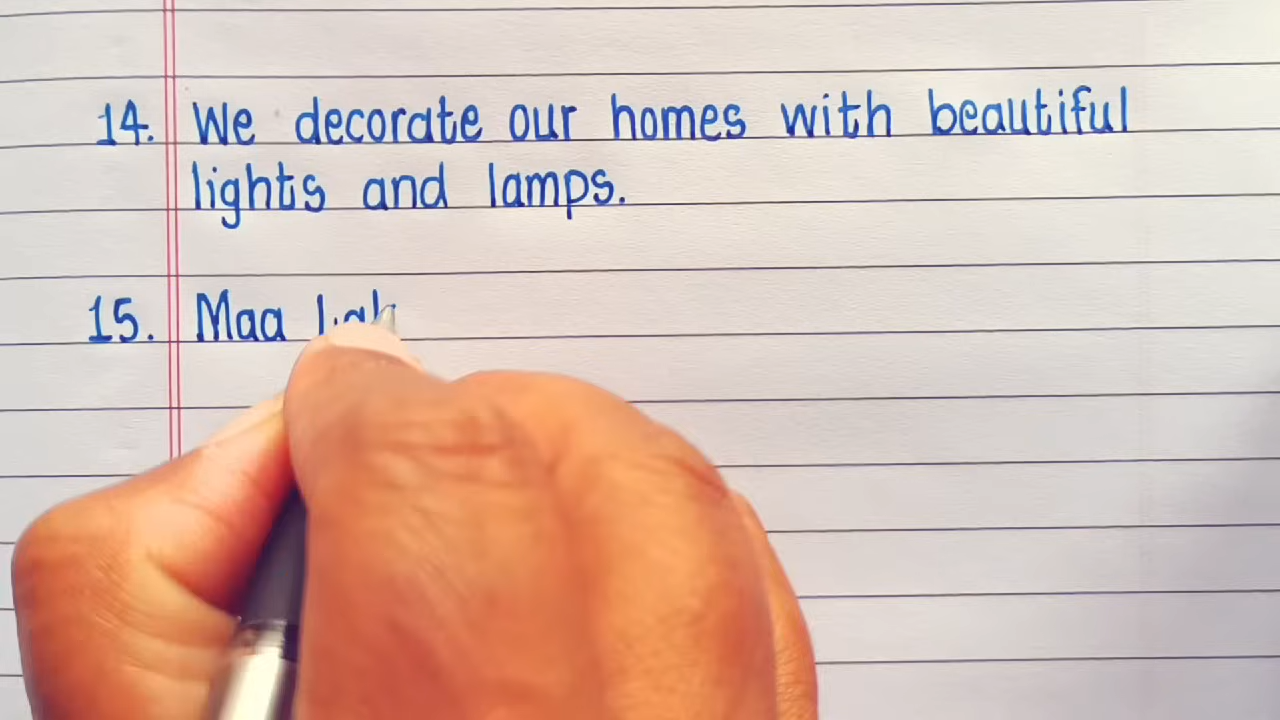 14. We decorate our homes with beautiful
lights and lamps.
15. Maa